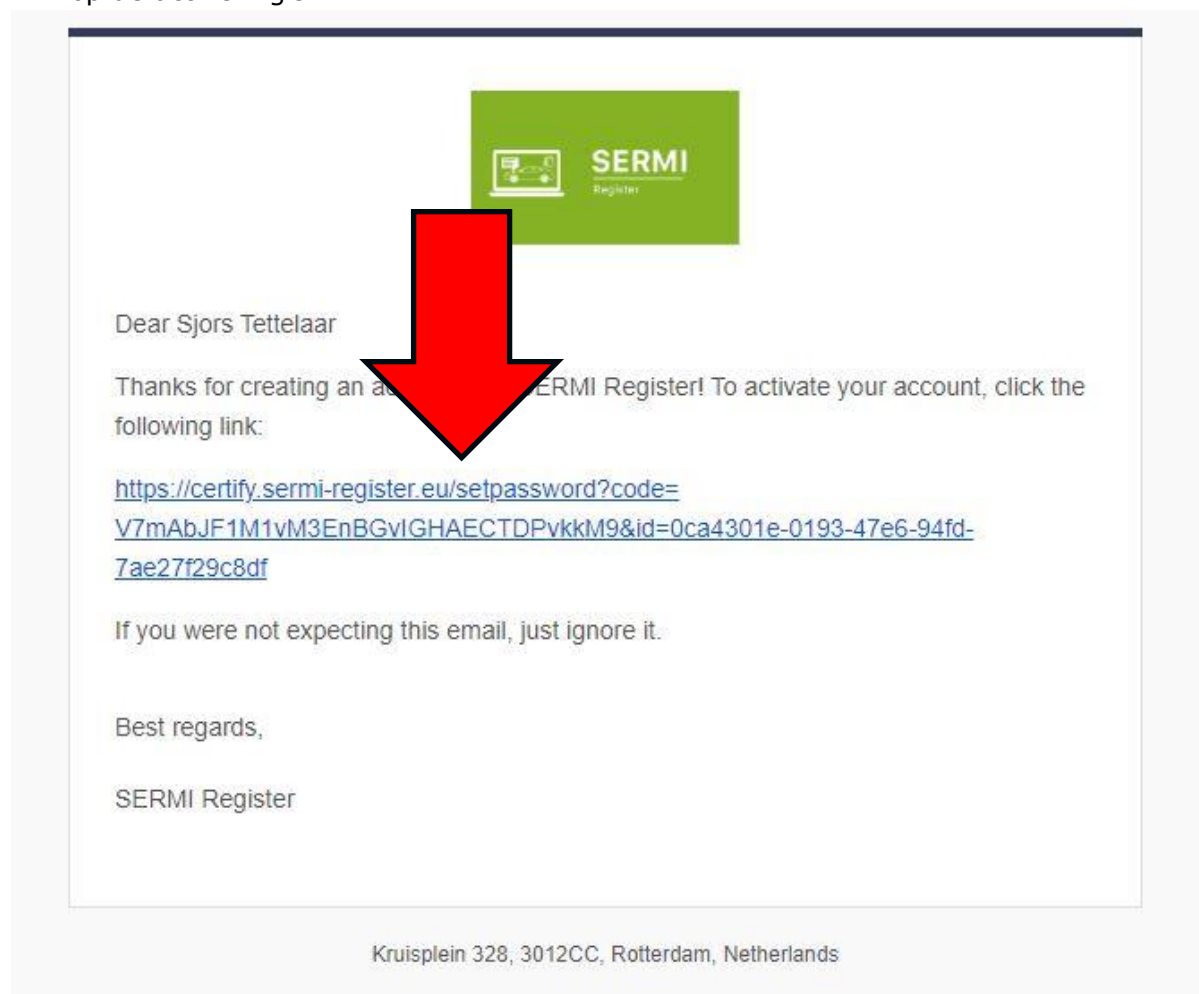 SERMI
Register
Dear Sjors Tettelaar
Thanks for creating an ERMI Register! To activate your account, click the
following link:
https://certify.sermi-register.eu/setpassword?code=
V7mAbJF1M1vM3EnBGvIGHAECTDPvkkM9&id=0ca4301e-0193-47e6-94fd-
7ae27f29c8df
If you were not expecting this email, just ignore it.
Best regards,
SERMI Register
Kruisplein 328, 3012CC, Rotterdam, Netherlands